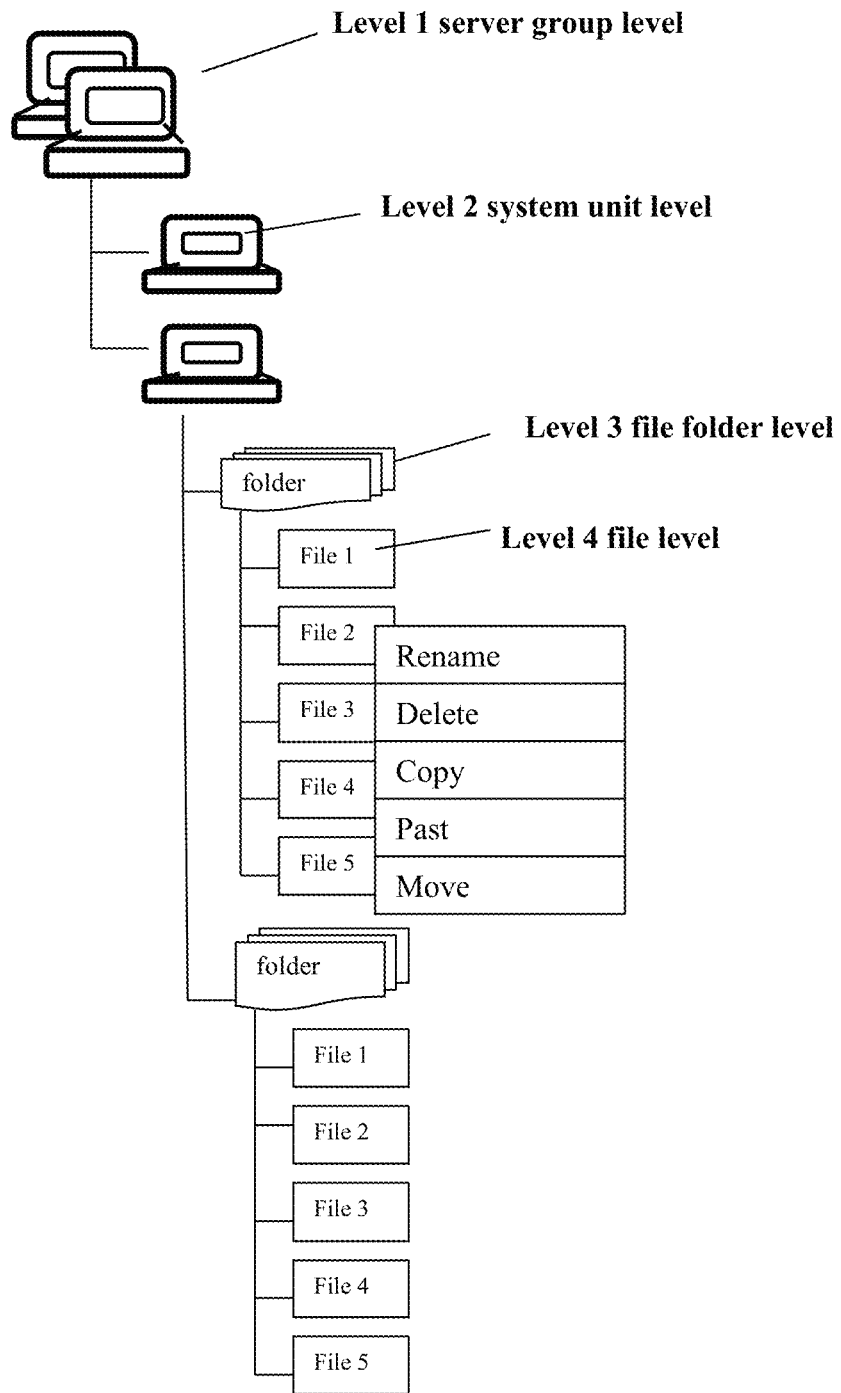 Level 1 server group level
Level 2 system unit level
Level 3 file folder level
folder
Level 4 file level
File 1
File 2
Rename
File 3
Delete
Copy
File 4
Past
File 5
Move
folder
File 1
File 2
File 3
File 4
File 5